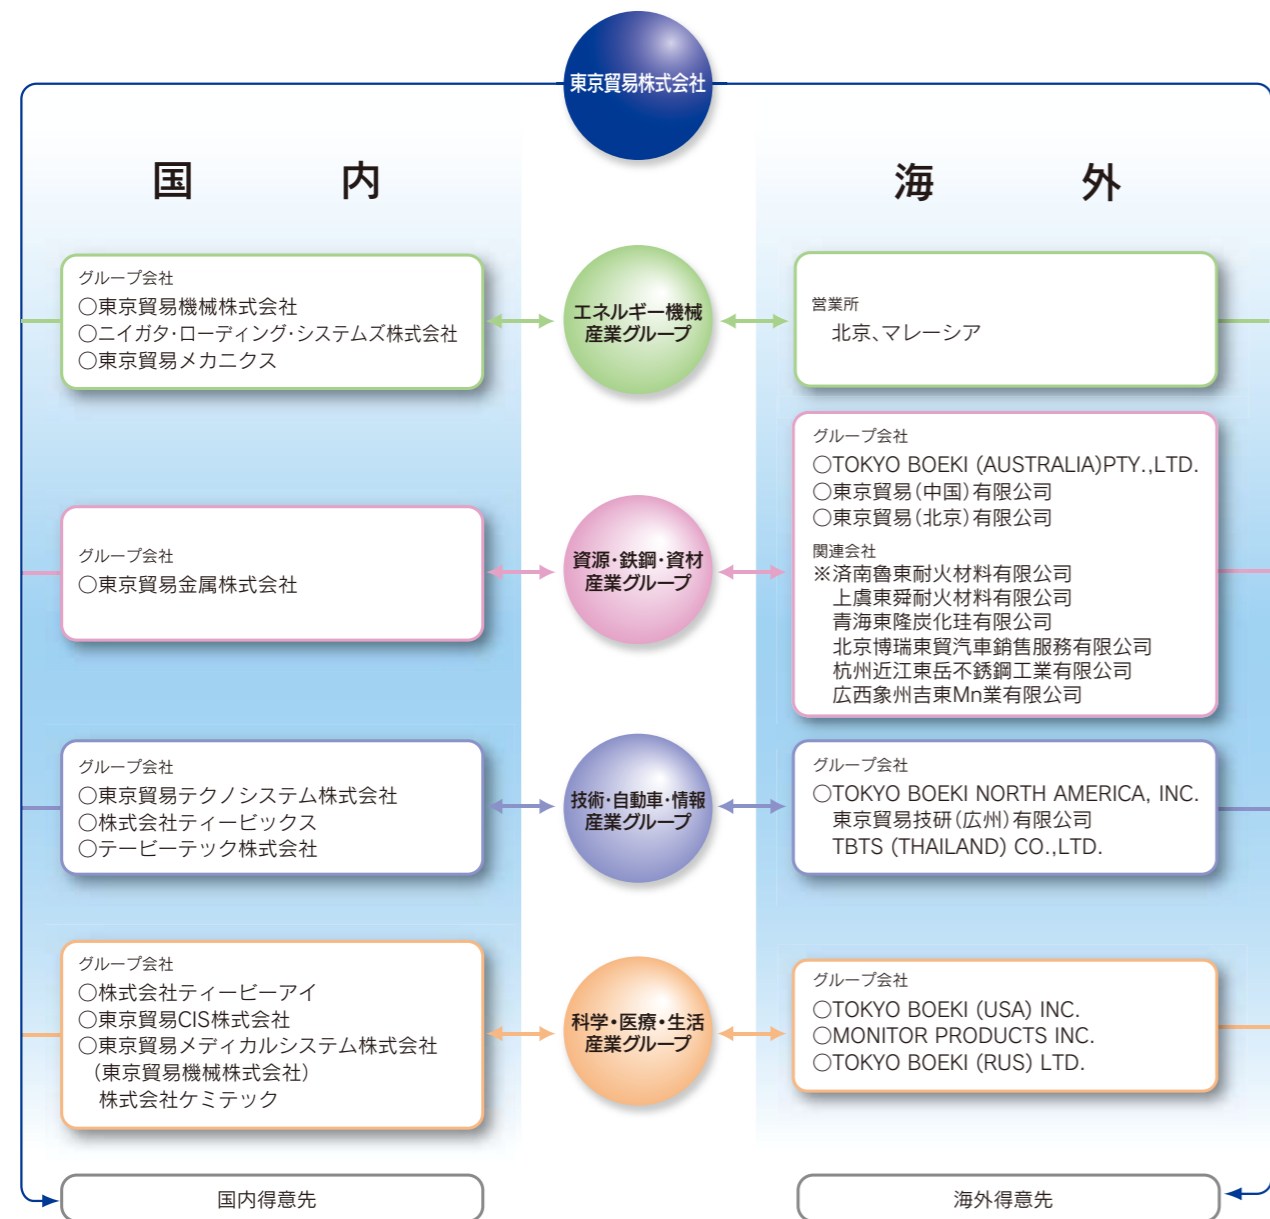 東京貿易株式会社
国内
海外
グループ会社
○東京貿易機械株式会社
○ニイガタ・ローディング・システムズ株式会社
○東京貿易メカニクス
エネルギー機械
産業グループ
営業所
北京、マレーシア
グループ会社
○東京貿易金属株式会社
資源・鉄鋼・資材
産業グループ
グループ会社
○TOKYO BOEKI (AUSTRALIA)PTY.,LTD.
○東京貿易(中国)有限公司
○東京貿易(北京)有限公司
関連会社
※済南魯東耐火材料有限公司
上虞東舜耐火材料有限公司
青海東隆炭化珪有限公司
北京博瑞東貿汽車銷售服務有限公司
杭州近江東岳不銹鋼工業有限公司
広西象州吉東Mn業有限公司
グループ会社
○東京貿易テクノシステム株式会社
○株式会社ティービックス
○テービーテック株式会社
技術・自動車・情報
産業グループ
グループ会社
○TOKYO BOEKI NORTH AMERICA, INC.
東京貿易技研(広州)有限公司
TBTS (THAILAND) CO.,LTD.
グループ会社
○株式会社ティービーアイ
○東京貿易CIS株式会社
○東京貿易メディカルシステム株式会社
(東京貿易機械株式会社)
株式会社ケミテック
科学・医療・生活
産業グループ
グループ会社
○TOKYO BOEKI (USA) INC.
○MONITOR PRODUCTS INC.
○TOKYO BOEKI (RUS) LTD.
国内得意先
海外得意先